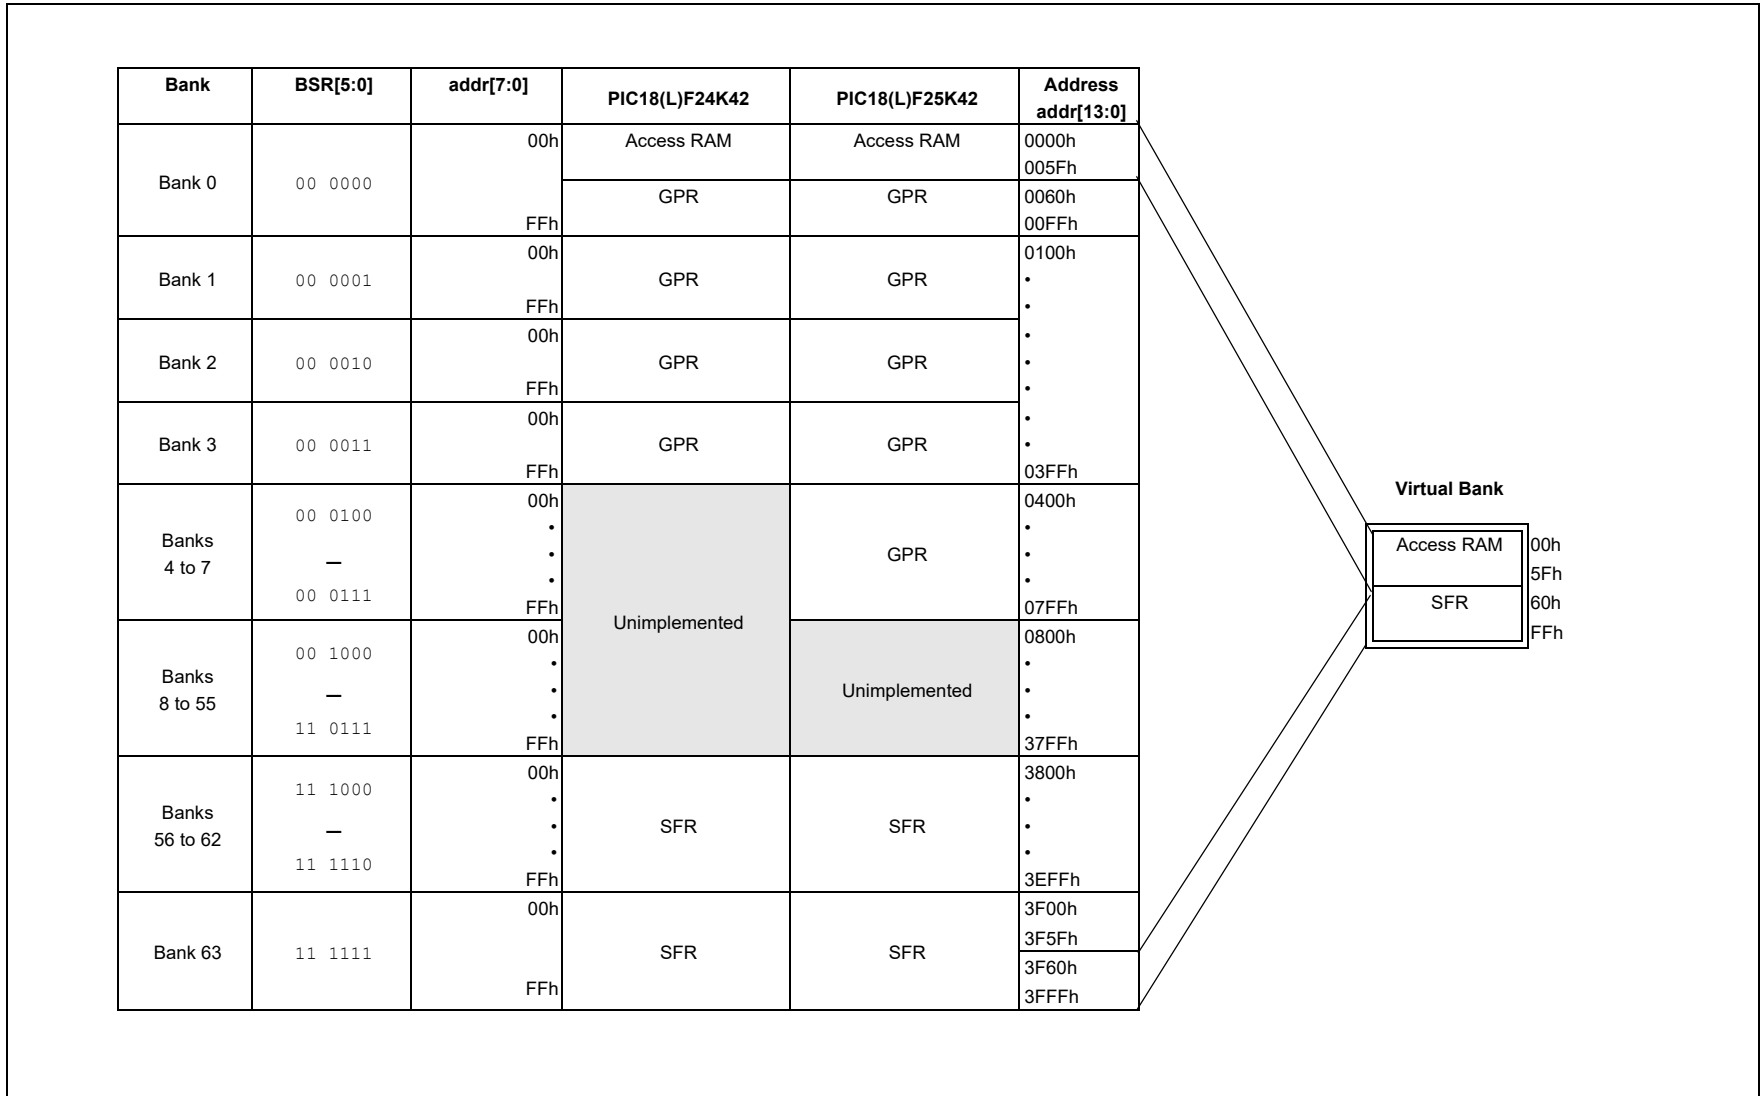 Bank BSR[5:0] addr[7:0] PIC18(L)F24K42 PIC18(L)F25K42 Address
addr[13:0]
00h Access RAM Access RAM 0000h
005Fh
Bank 0 00 0000
GPR GPR 0060h
FFh 00FFh
00h 0100h
Bank 1 00 0001 GPR GPR •
FFh •
00h •
Bank 2 00 0010 GPR GPR •
FFh •
00h •
Bank 3 00 0011 GPR GPR •
FFh 03FFh
Virtual Bank
00h 0400h
00 0100 • •
Banks • GPR •
4 to 7 – • •
00 0111 FFh 07FFh
Unimplemented
Access RAM 00h
5Fh
SFR 60h
FFh
00h 0800h
00 1000 • •
Banks • Unimplemented •
8 to 55 – • •
11 0111 FFh 37FFh
00h 3800h
11 1000 • •
Banks • SFR SFR •
56 to 62 – • •
11 1110 FFh 3EFFh
00h 3F00h
3F5Fh
Bank 63 11 1111 SFR SFR
3F60h
FFh 3FFFh